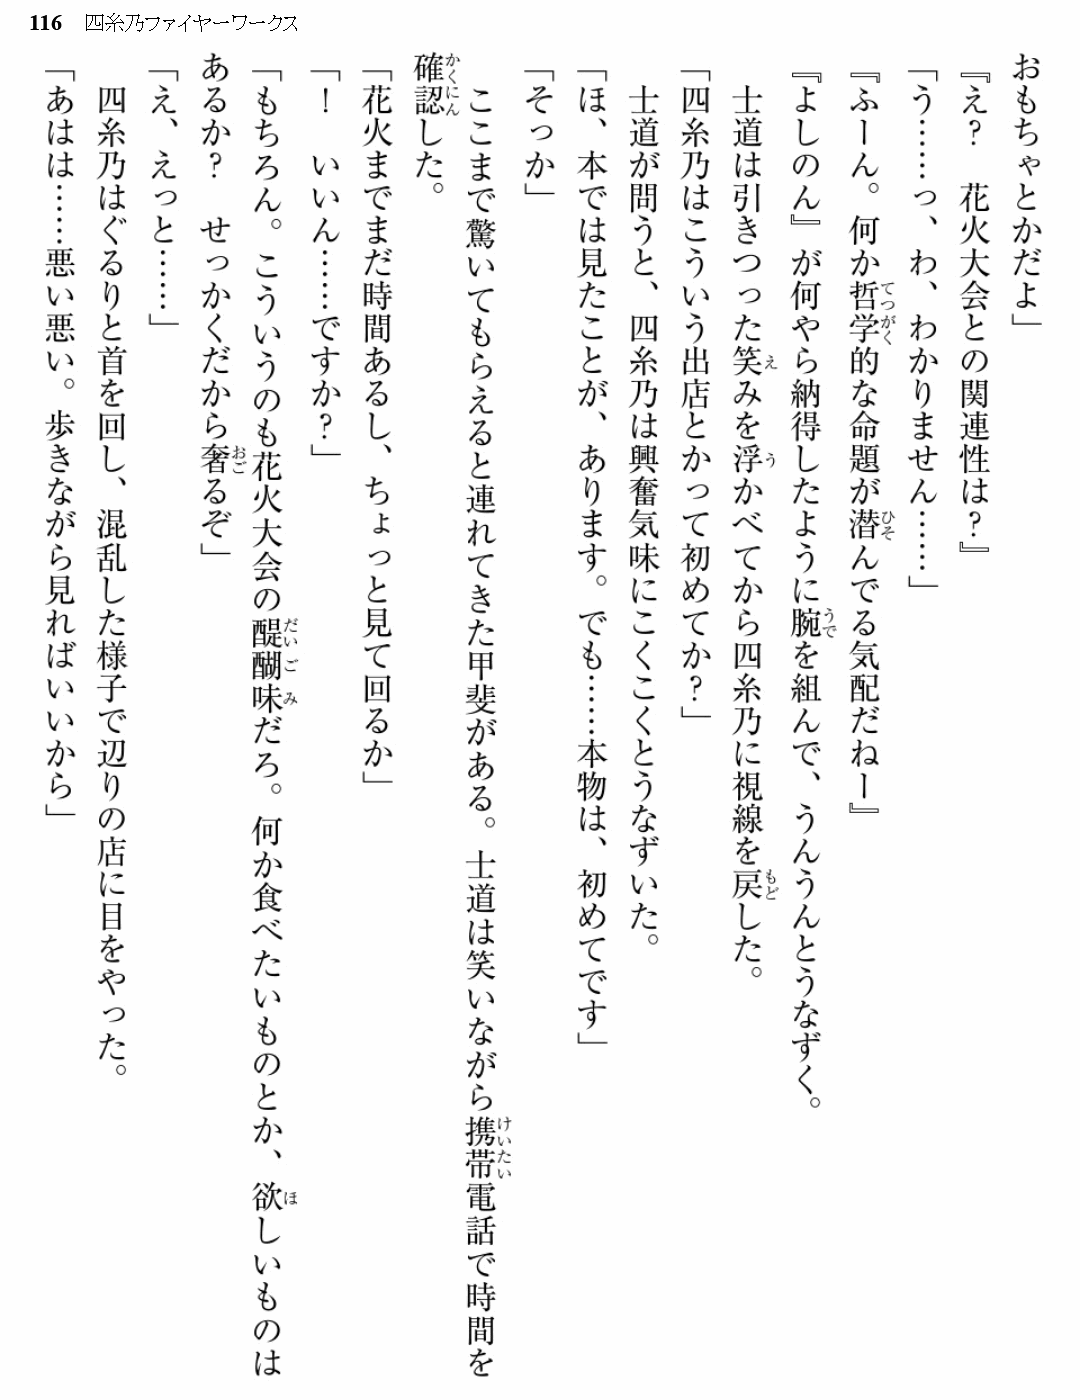 116 四糸乃ファイヤーワークス
おもちゃとかだよ」
『え？　花火大会との関連性は？』
「う……っ、わ、わかりません……」
『ふーん。何か哲学的な命題が潜んでる気配だねー』
『よしのん』が何やら納得したように腕を組んで、うんうんとうなずく。
　士道は引きつった笑みを浮かべてから四糸乃に視線を戻した。
「四糸乃はこういう出店とかって初めてか？」
　士道が問うと、四糸乃は興奮気味にこくこくとうなずいた。
「ほ、本では見たことが、あります。でも……本物は、初めてです」
「そっか」
　ここまで驚いてもらえると連れてきた甲斐がある。士道は笑いながら携帯電話で時間を
確認した。
「花火までまだ時間あるし、ちょっと見て回るか」
「！　いいん……ですか？」
「もちろん。こういうのも花火大会の醍醐味だろ。何か食べたいものとか、欲しいものは
あるか？　せっかくだから奢るぞ」
「え、えっと……」
　四糸乃はぐるりと首を回し、混乱した様子で辺りの店に目をやった。
「あはは……悪い悪い。歩きながら見ればいいから」